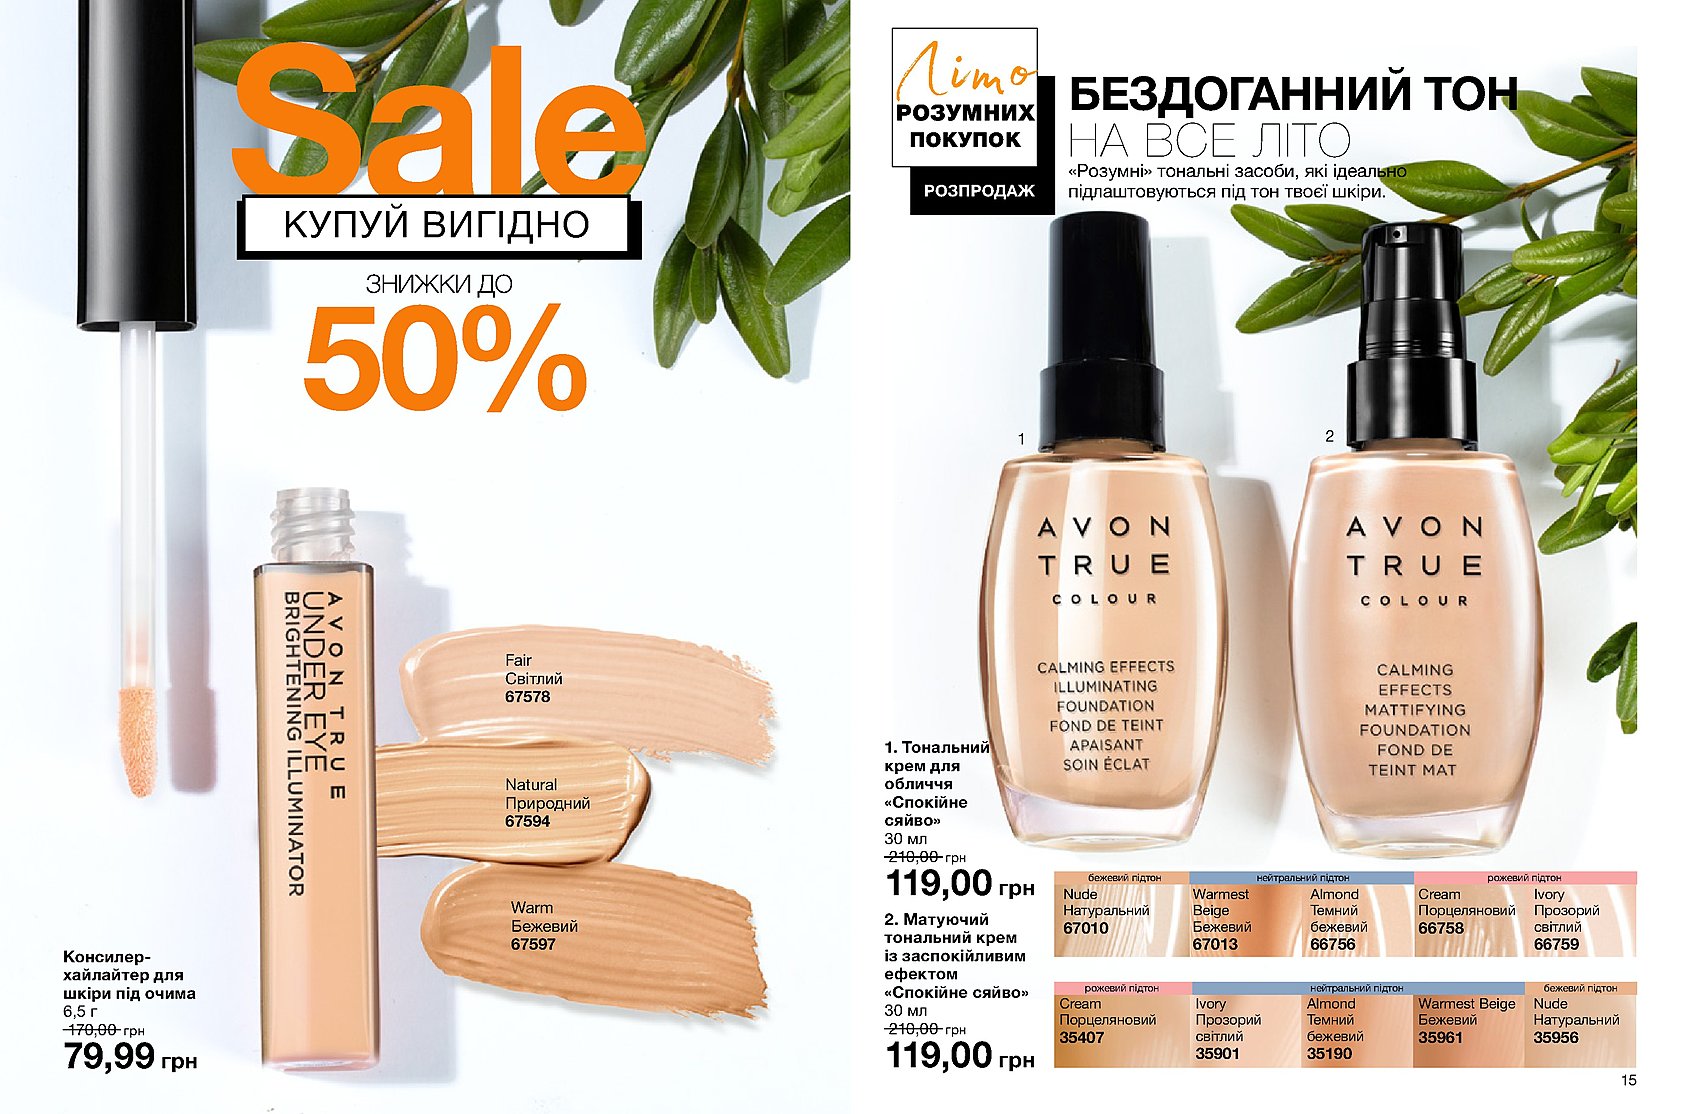 Sale
КУПУЙ ВИГІДНО
ЗНИЖКИ ДО
50%
AVON TRUE
UNDER EYE
BRIGHTENING ILLUMINATOR
Fair
Світлий
67578
Natural
Природний
67594
Warm
Бежевий
67597
Консилер-
хайлайтер для
шкіри під очима
6,5 г
170,00 грн
79,99 грн
Літо
РОЗУМНИХ
ПОКУПОК
РОЗПРОДАЖ
БЕЗДОГАННИЙ ТОН
НА ВСЕ ЛІТО
«Розумні» тональні засоби, які ідеально
підлаштовуються під тон твоєї шкіри.
1
AVON
TRUE
COLOUR
CALMING EFFECTS
ILLUMINATING
FOUNDATION
FOND DE TEINT
APAISANT
SOIN ÉCLAT
2
AVON
TRUE
COLOUR
CALMING
EFFECTS
MATTIFYING
FOUNDATION
FOND DE
TEINT MAT
1. Тональний
крем для
обличчя
«Спокійне
сяйво»
30 мл
210,00 грн
119,00 грн
бежевий підтон
нейтральний підтон
рожевий підтон
Nude
Натуральний
67010
Warmest
Beige
Бежевий
67013
Almond
Темний
бежевий
66756
Cream
Порцеляновий
66758
Ivory
Прозорий
світлий
66759
2. Матуючий
тональний крем
із заспокійливим
ефектом
«Спокійне сяйво»
30 мл
210,00 грн
119,00 грн
рожевий підтон
нейтральний підтон
бежевий підтон
Cream
Порцеляновий
35407
Ivory
Прозорий
світлий
35901
Almond
Темний
бежевий
35190
Warmest Beige
Бежевий
35961
Nude
Натуральний
35956
15